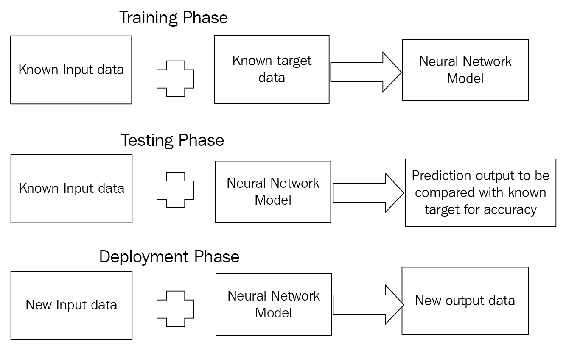 Training Phase
Known Input data
Known target
data
Neural Network
Model
Testing Phase
Known Input data
Neural Network
Model
Prediction output to be
compared with known
target for accuracy
Deployment Phase
New Input data
Neural Network
Model
New output data